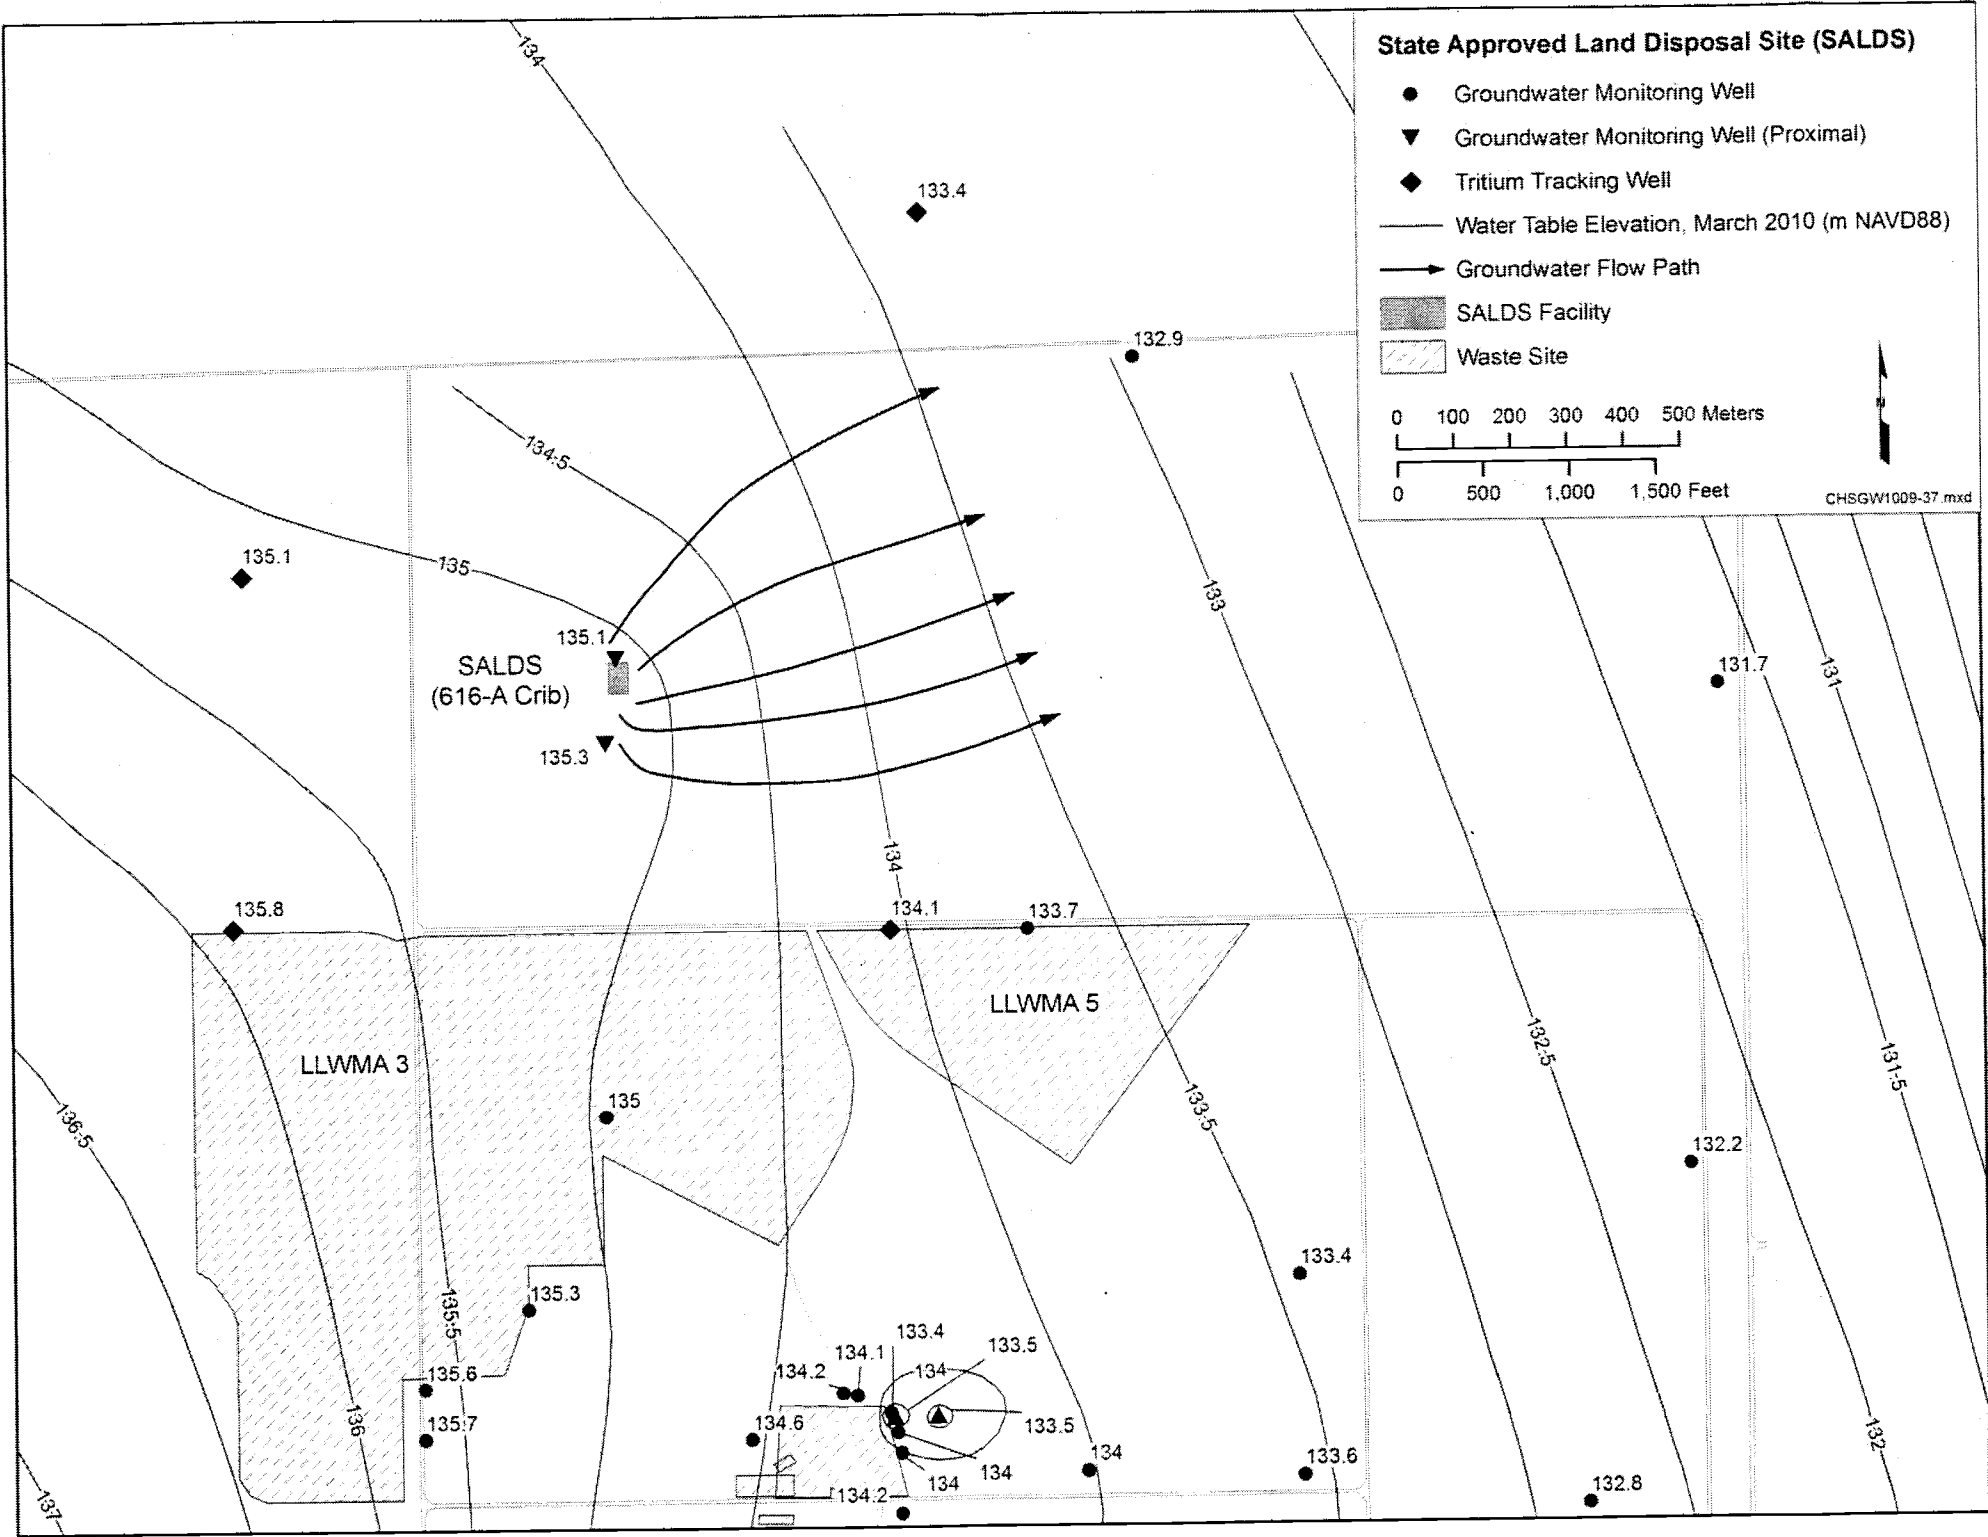 State Approved Land Disposal Site (SALDS)
Groundwater Monitoring Well
Groundwater Monitoring Well (Proximal)
Tritium Tracking Well
Water Table Elevation, March 2010 (m NAVD88)
Groundwater Flow Path
SALDS Facility
Waste Site
0 100 200 300 400 500 Meters
0 500 1,000 1,500 Feet
N
CHSGW1009-37.mxd
134
133.4
132.9
134.5
135.1
135
133
135.1
SALDS
(616-A Crib)
135.3
131.7
131
134
135.8
134.1
133.7
LLWMA 5
LLWMA 3
132.5
131.5
136.5
135
133.5
132.2
133.4
135.3
135.5
133.4
133.5
134.1
134.2
134
135.6
136
135.7
134.6
133.5
134
134
134
133.6
132
132.8
134.2
137